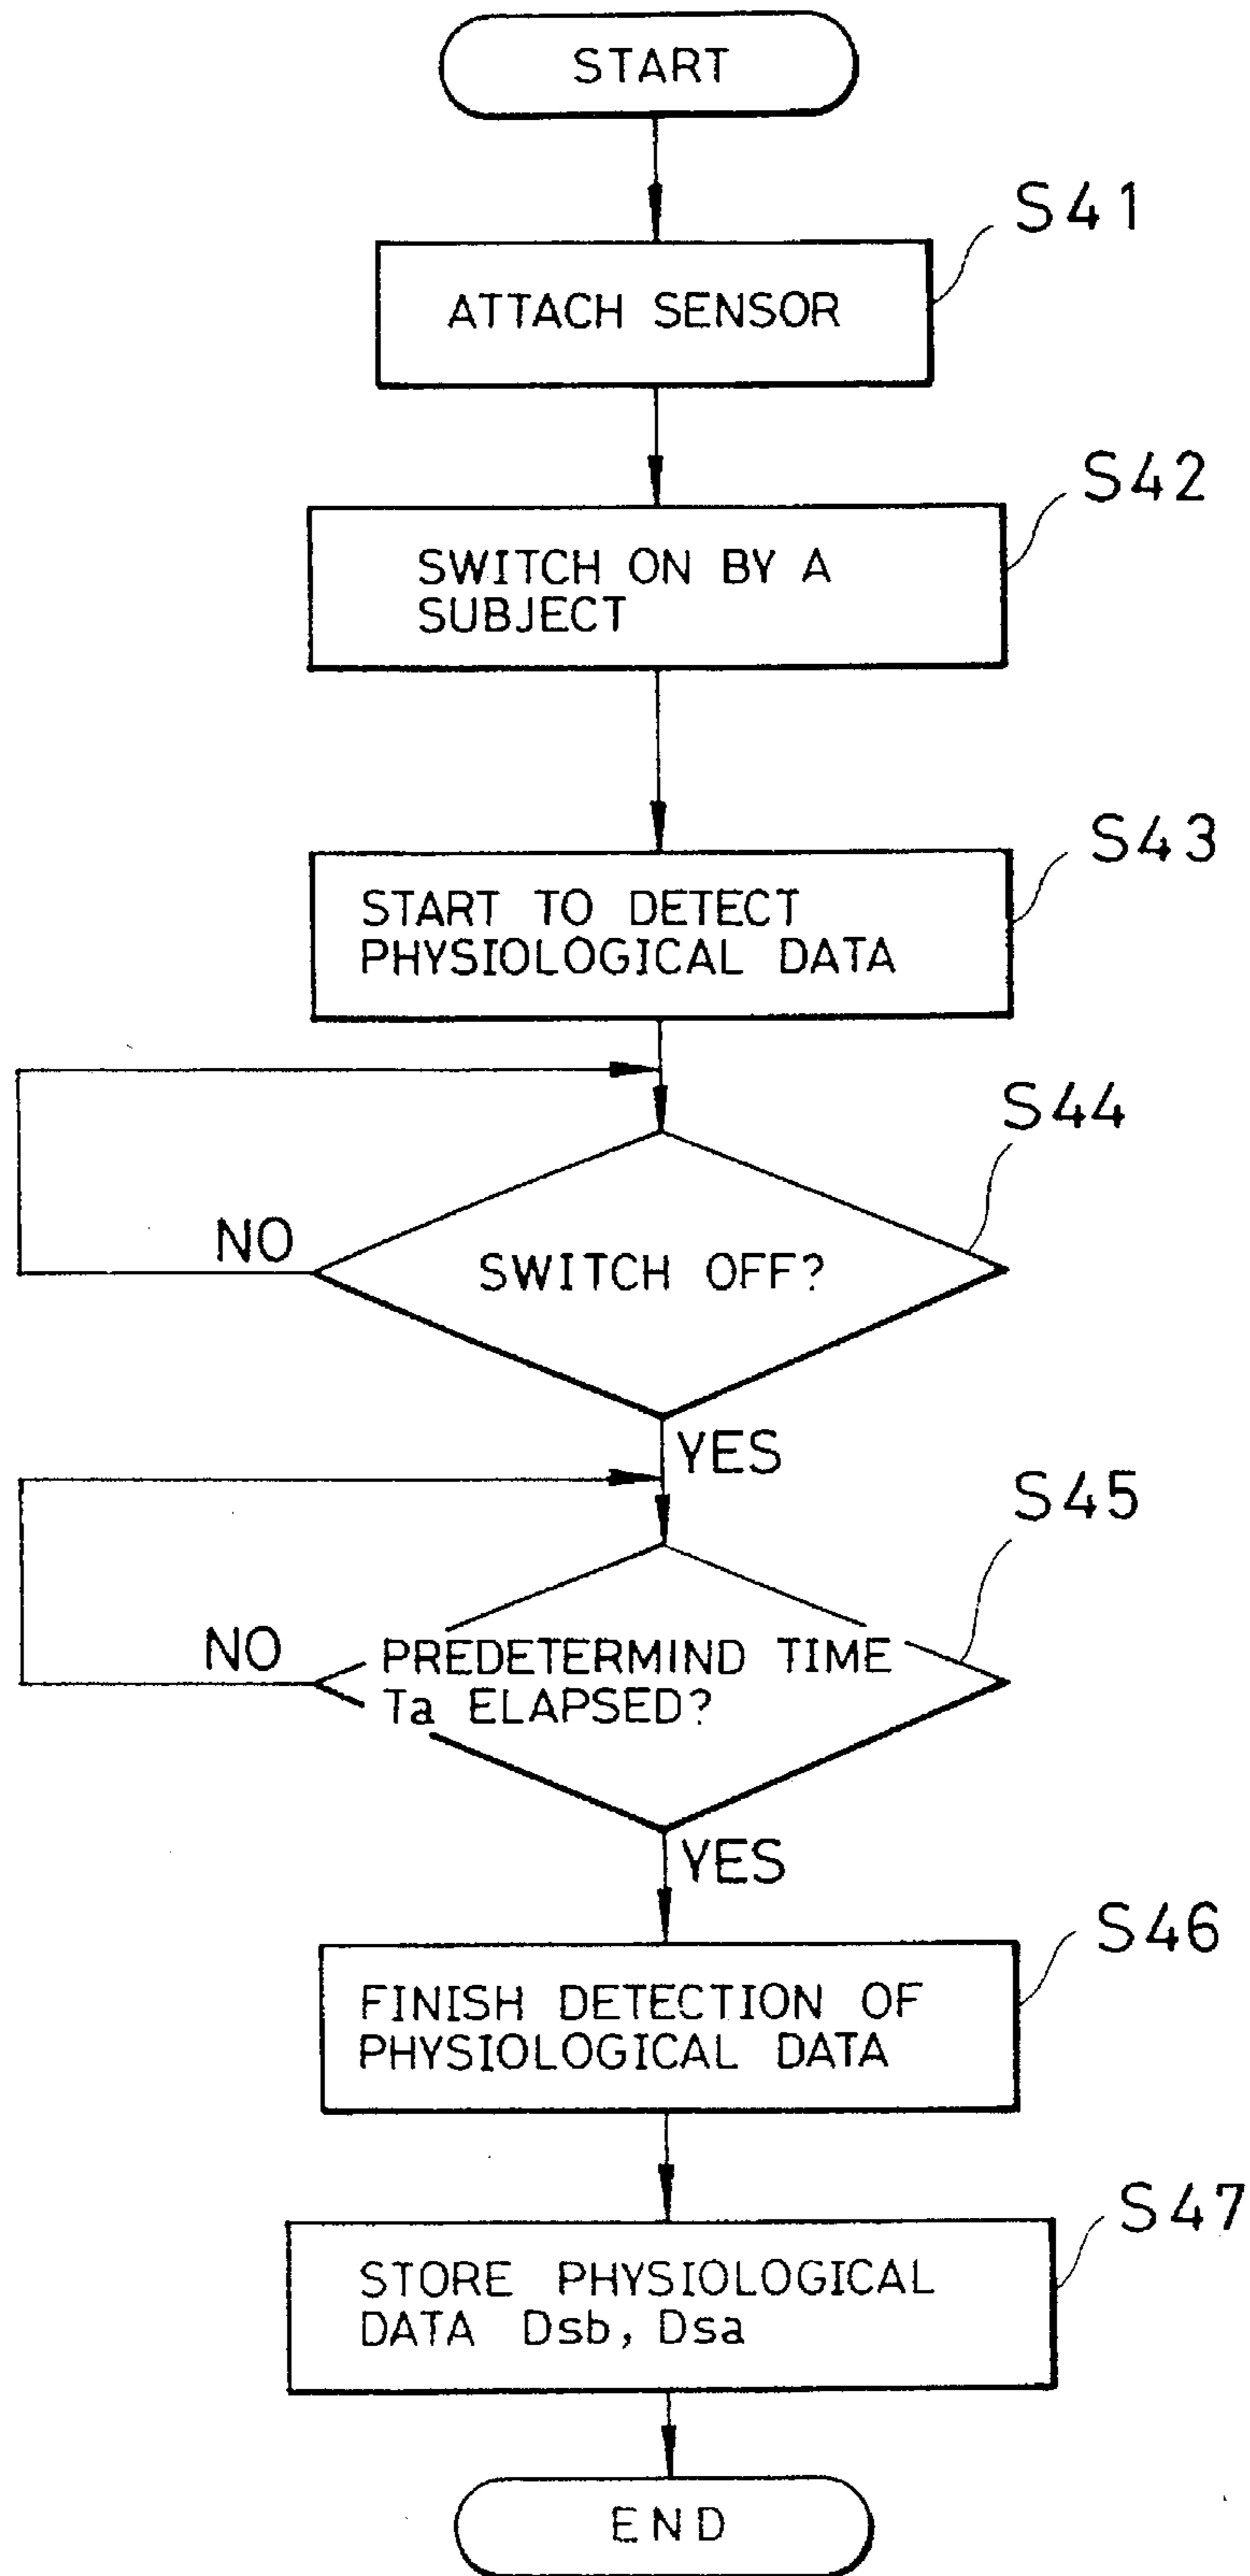 START
S41
ATTACH SENSOR
S42
SWITCH ON BY A
SUBJECT
S43
START TO DETECT
PHYSIOLOGICAL DATA
S44
NO
SWITCH OFF?
YES
S45
NO
PREDETERMIND TIME
Ta ELAPSED?
YES
S46
FINISH DETECTION OF
PHYSIOLOGICAL DATA
S47
STORE PHYSIOLOGICAL
DATA Dsb, Dsa
END